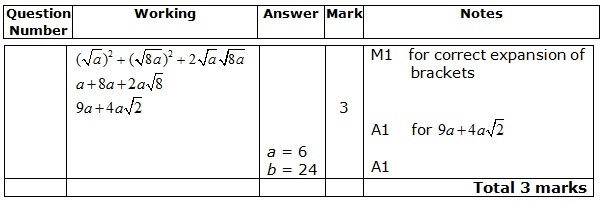 Question Number Working Answer Mark Notes
(√a)² + (√8a)² + 2√a√8a
M1 for correct expansion of brackets
a + 8a + 2a√8
9a + 4a√2
3
A1 for 9a + 4a√2
a = 6
b = 24 A1
Total 3 marks